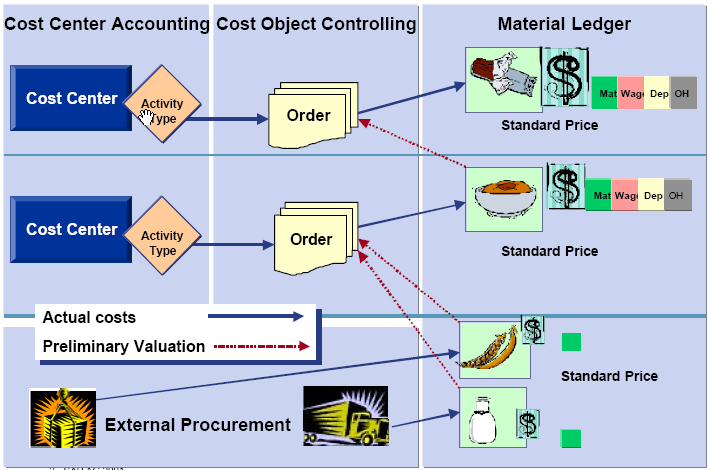 Cost Center Accounting
Cost Object Controlling
Material Ledger
Cost Center
Activity
Type
Order
$
Mat Wage Dep OH
Standard Price
Cost Center
Activity
Type
Order
$
Mat Wage Dep OH
Standard Price
Actual costs
Preliminary Valuation
$
Standard Price
External Procurement
$